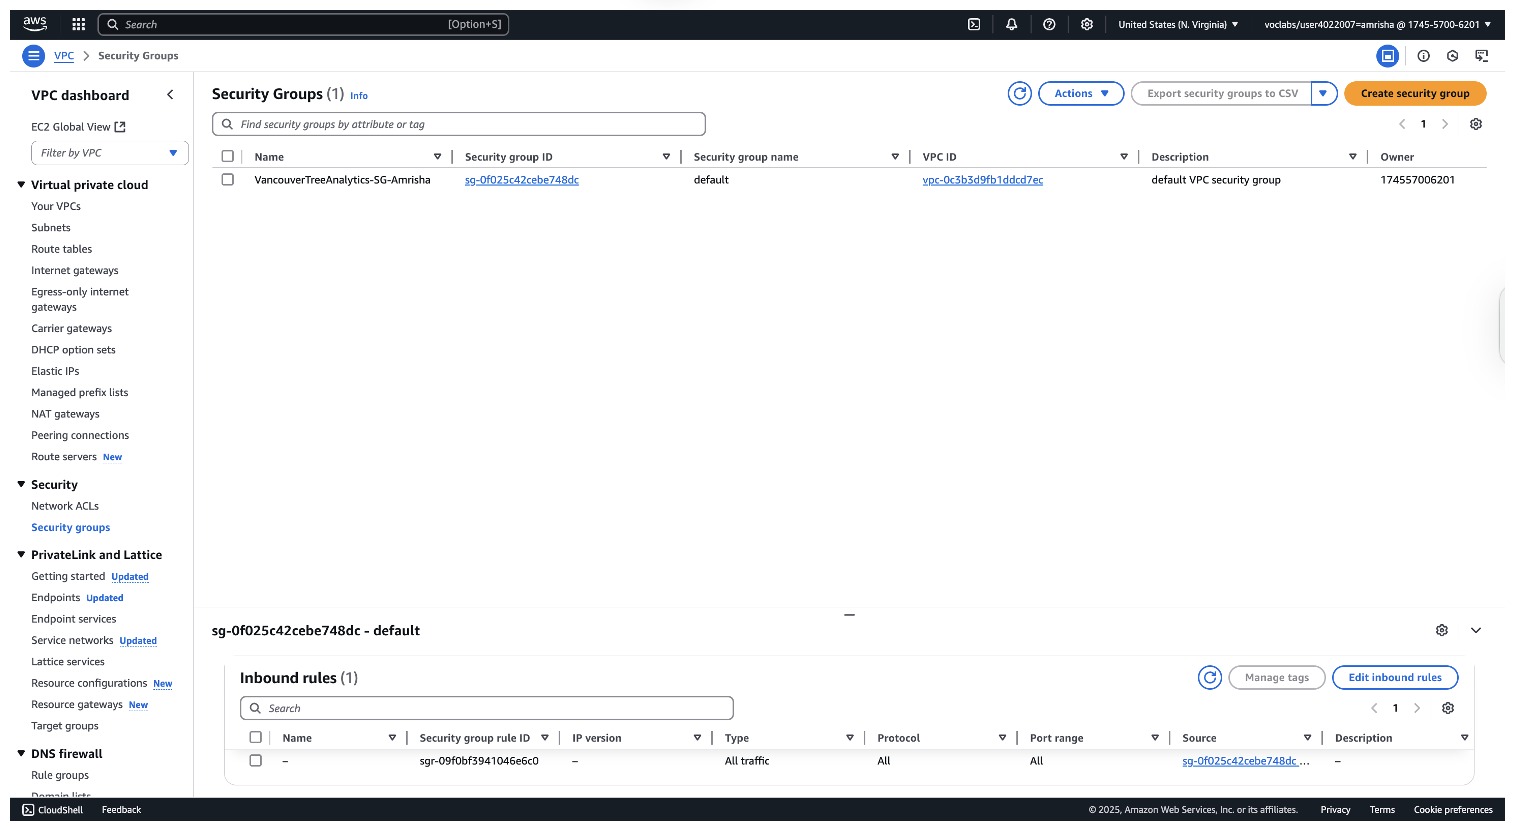 aws
Search [Option+S]
United States (N. Virginia)
voclabs/user4022007=amrisha @ 1745-5700-6201
VPC > Security Groups
VPC dashboard
EC2 Global View
Filter by VPC
Virtual private cloud
Your VPCs
Subnets
Route tables
Internet gateways
Egress-only internet
gateways
Carrier gateways
DHCP option sets
Elastic IPs
Managed prefix lists
NAT gateways
Peering connections
Route servers New
Security
Network ACLs
Security groups
PrivateLink and Lattice
Getting started Updated
Endpoints Updated
Endpoint services
Service networks Updated
Lattice services
Resource configurations New
Resource gateways New
Target groups
DNS firewall
Rule groups
Domain lists
Security Groups (1) Info
Actions
Export security groups to CSV
Create security group
Find security groups by attribute or tag
1
Name Security group ID Security group name VPC ID Description Owner
VancouverTreeAnalytics-SG-Amrisha sg-0f025c42cebe748dc default vpc-0c3b3d9fb1ddcd7ec default VPC security group 174557006201
sg-0f025c42cebe748dc - default
Inbound rules (1)
Manage tags
Edit inbound rules
Search
1
Name Security group rule ID IP version Type Protocol Port range Source Description
– sgr-09f0bf3941046e6c0 – All traffic All All sg-0f025c42cebe748dc ... –
CloudShell Feedback
© 2025, Amazon Web Services, Inc. or its affiliates. Privacy Terms Cookie preferences